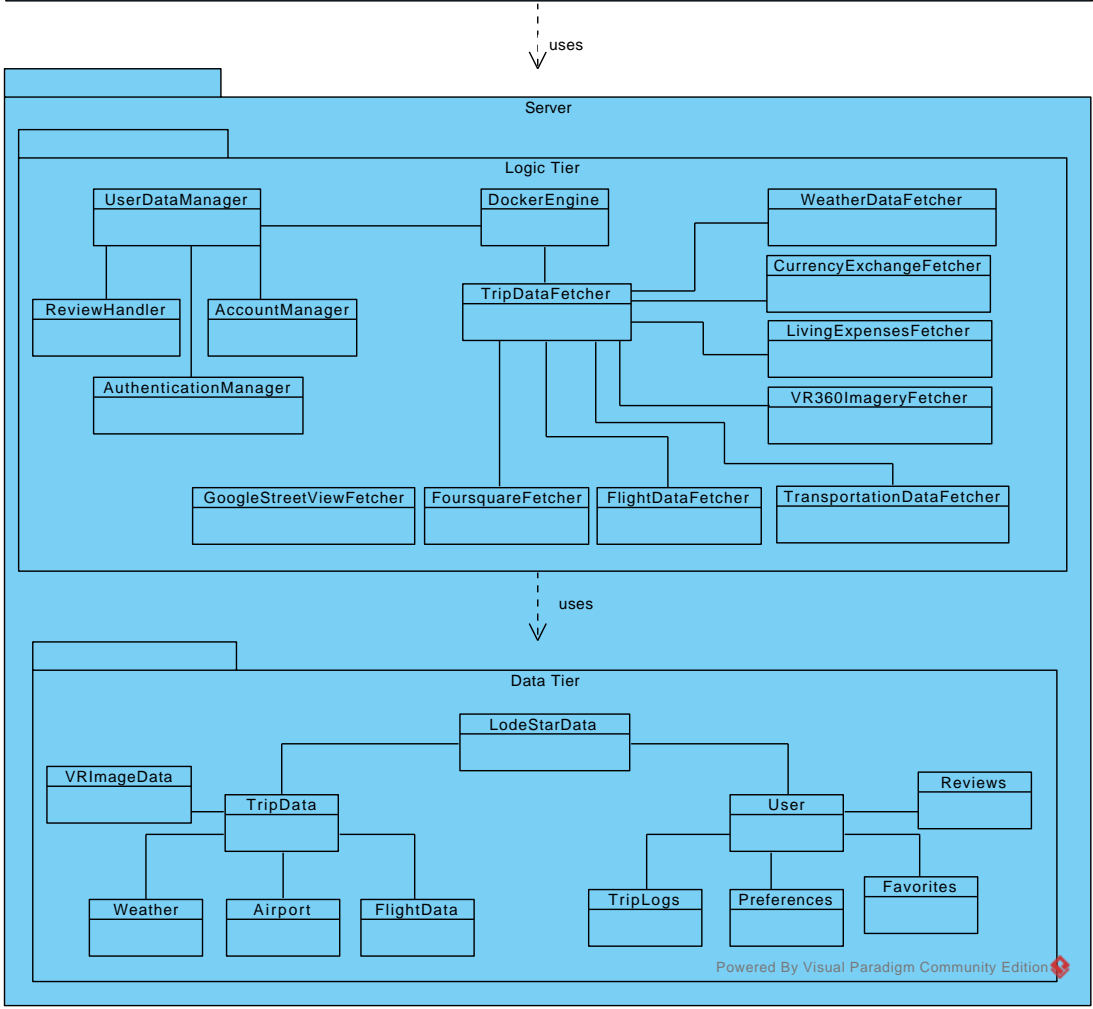 uses
Server
Logic Tier
UserDataManager
DockerEngine
WeatherDataFetcher
CurrencyExchangeFetcher
TripDataFetcher
ReviewHandler
AccountManager
LivingExpensesFetcher
AuthenticationManager
VR360ImageryFetcher
GoogleStreetViewFetcher
FoursquareFetcher
FlightDataFetcher
TransportationDataFetcher
uses
Data Tier
LodeStarData
VRImageData
TripData
User
Reviews
Weather
Airport
FlightData
TripLogs
Preferences
Favorites
Powered By Visual Paradigm Community Edition